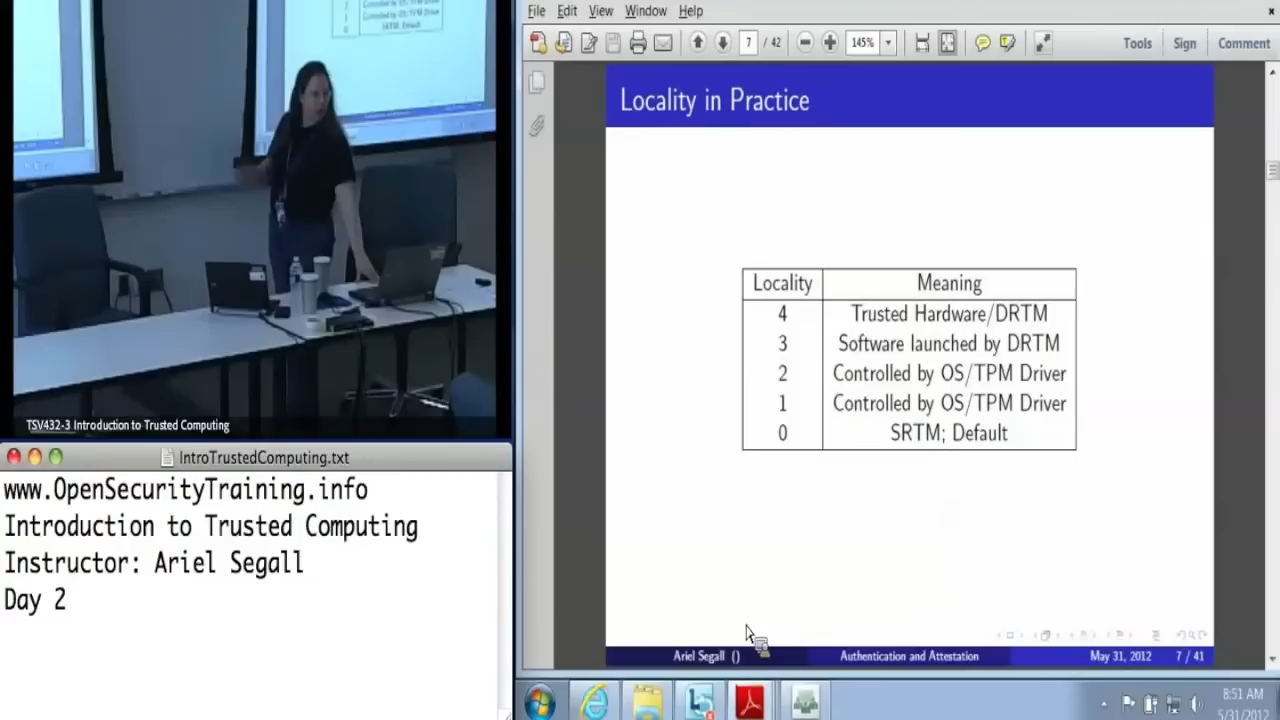 TSV432-3 Introduction to Trusted Computing
IntroTrustedComputing.txt
www.OpenSecurityTraining.info
Introduction to Trusted Computing
Instructor: Ariel Segall
Day 2
File Edit View Window Help
7 / 42 145% Tools Sign Comment
Locality in Practice
Locality Meaning
4 Trusted Hardware/DRTM
3 Software launched by DRTM
2 Controlled by OS/TPM Driver
1 Controlled by OS/TPM Driver
0 SRTM; Default
Ariel Segall () Authentication and Attestation May 31, 2012 7 / 41
8:51 AM
5/31/2012